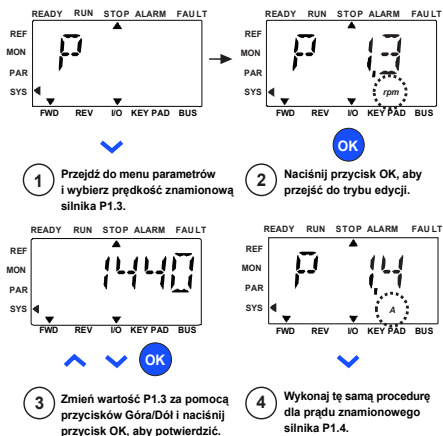 READY RUN STOP ALARM FAULT
REF
MON
PAR
SYS
P
FWD REV I/O KEYPAD BUS
1 Przejdź do menu parametrów
i wybierz prędkość znamionową
silnika P1.3.
READY RUN STOP ALARM FAULT
REF
MON
PAR
SYS
P 1.3
rpm
FWD REV I/O KEYPAD BUS
OK
2 Naciśnij przycisk OK, aby
przejść do trybu edycji.
READY RUN STOP ALARM FAULT
REF
MON
PAR
SYS
1440
FWD REV I/O KEYPAD BUS
OK
3 Zmień wartość P1.3 za pomocą
przycisków Góra/Dół i naciśnij
przycisk OK, aby potwierdzić.
READY RUN STOP ALARM FAULT
REF
MON
PAR
SYS
P 1.4
A
FWD REV I/O KEYPAD BUS
4 Wykonaj tę samą procedurę
dla prądu znamionowego
silnika P1.4.